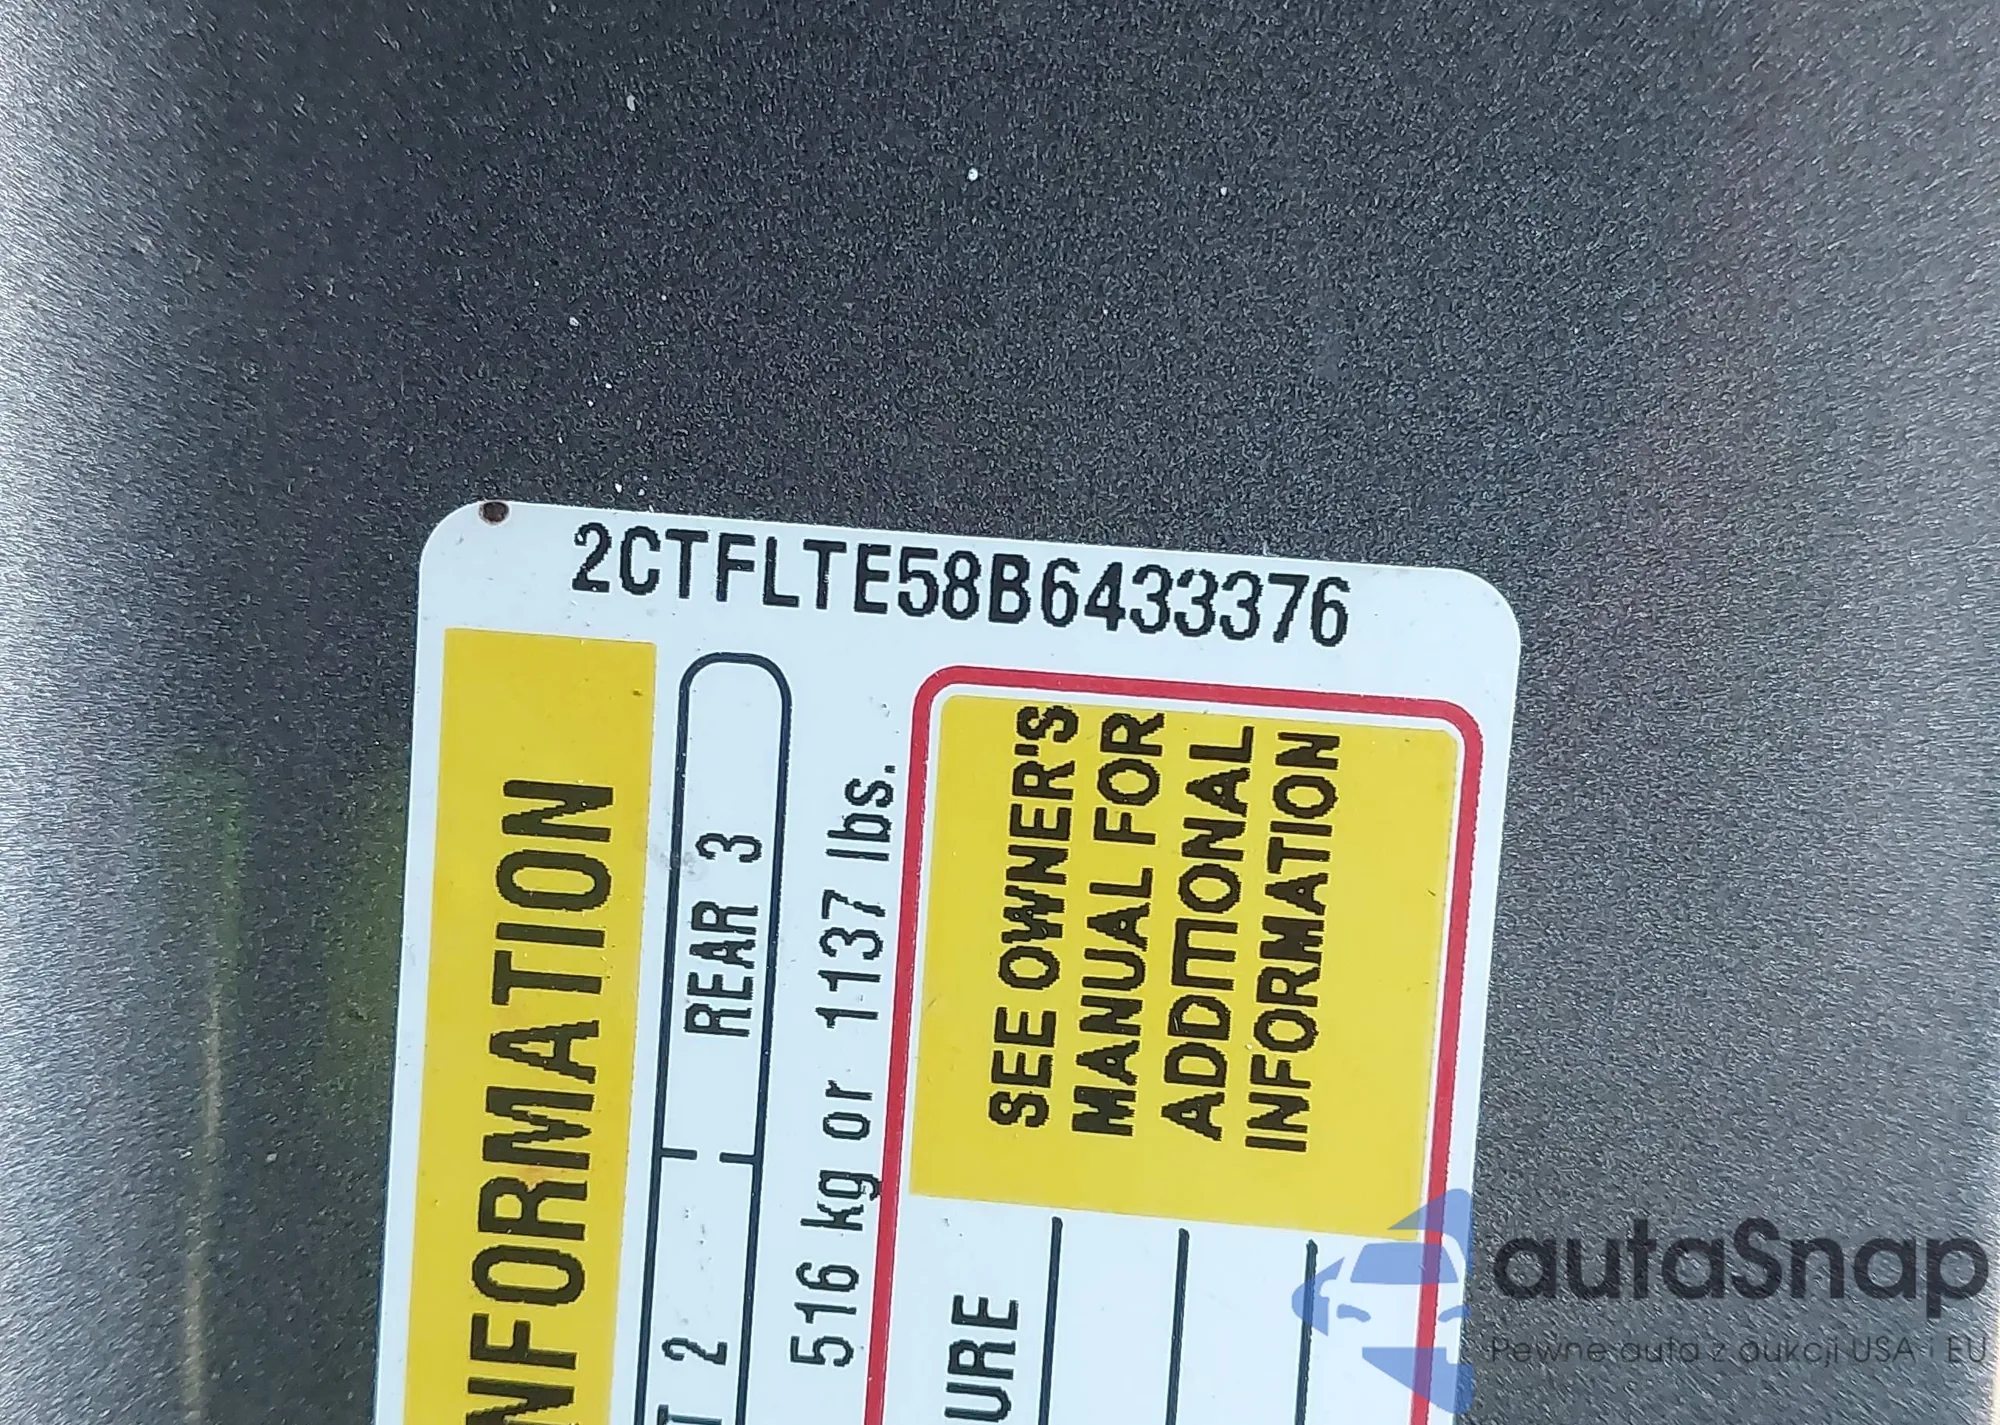 2CTFLTE58B6433376
INFORMATION
REAR 3
T 2
516 kg or 1137 lbs.
SEE OWNER'S
MANUAL FOR
ADDITIONAL
INFORMATION
URE
autaSnap
Pewne auta z aukcji USA i EU